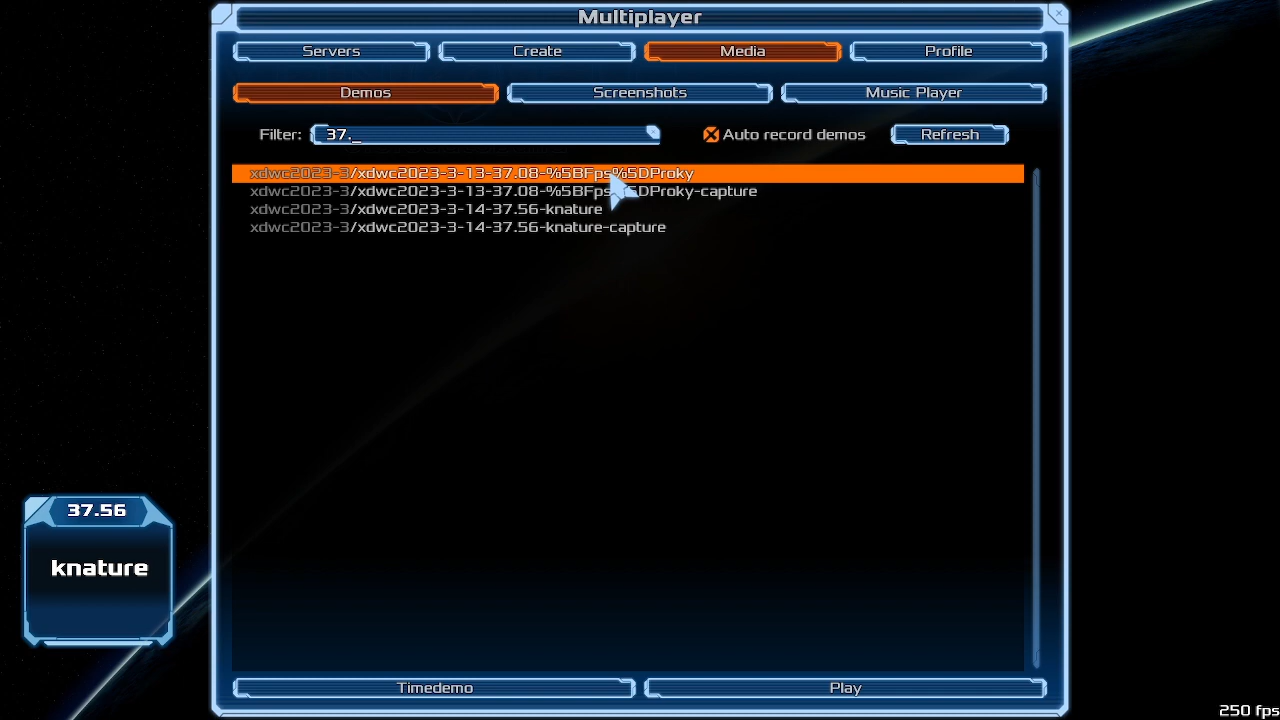 Multiplayer
Servers Create Media Profile
Demos Screenshots Music Player
Filter: 37._ Auto record demos Refresh
xdwc2023-3/xdwc2023-3-13-37.08-%5BFps%5DProky
xdwc2023-3/xdwc2023-3-13-37.08-%5BFps%5DProky-capture
xdwc2023-3/xdwc2023-3-14-37.56-knature
xdwc2023-3/xdwc2023-3-14-37.56-knature-capture
37.56
knature
Timedemo Play
250 fps